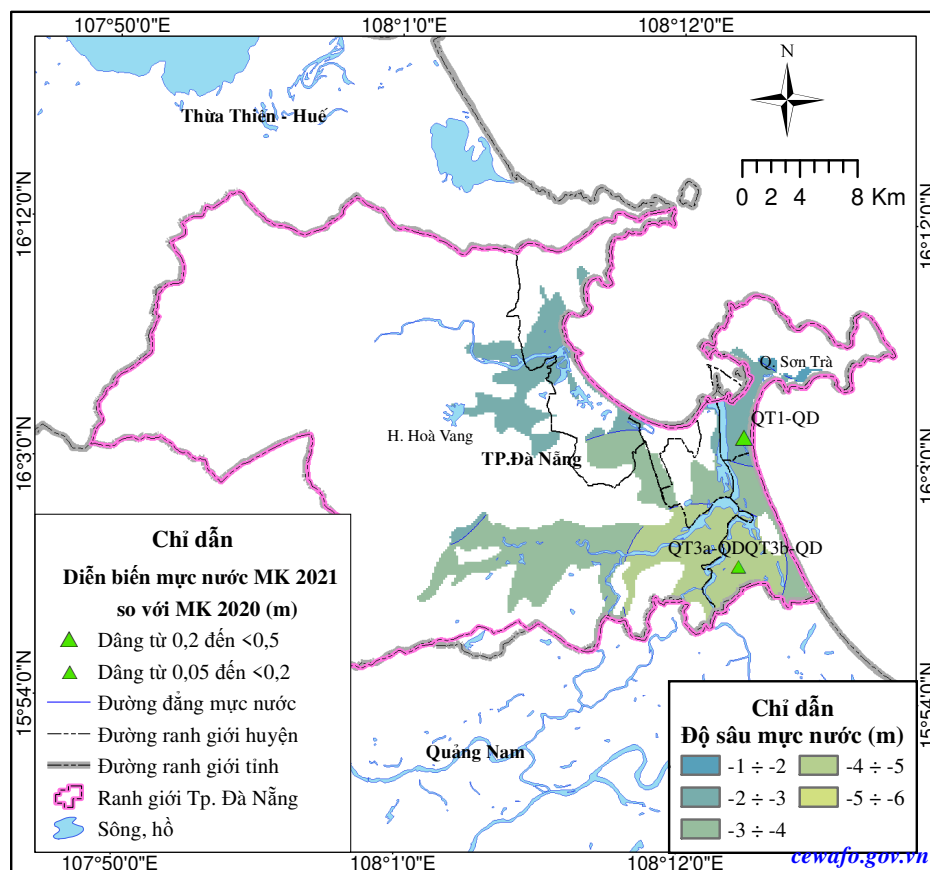 107°50'0"E
108°1'0"E
108°12'0"E
N
Thừa Thiên - Huế
0 2 4 8 Km
16°12'0"N
16°12'0"N
Q. Sơn Trà
QT1-QD
H. Hoà Vang
TP.Đà Nẵng
16°3'0"N
16°3'0"N
QT3a-QDQT3b-QD
Chỉ dẫn
Diễn biến mực nước MK 2021
so với MK 2020 (m)
Dâng từ 0,2 đến <0,5
Dâng từ 0,05 đến <0,2
Đường đẳng mực nước
Đường ranh giới huyện
Đường ranh giới tỉnh
Ranh giới Tp. Đà Nẵng
Sông, hồ
15°54'0"N
15°54'0"N
Quảng Nam
Chỉ dẫn
Độ sâu mực nước (m)
-1 ÷ -2
-4 ÷ -5
-2 ÷ -3
-5 ÷ -6
-3 ÷ -4
cewafo.gov.vn
107°50'0"E
108°1'0"E
108°12'0"E